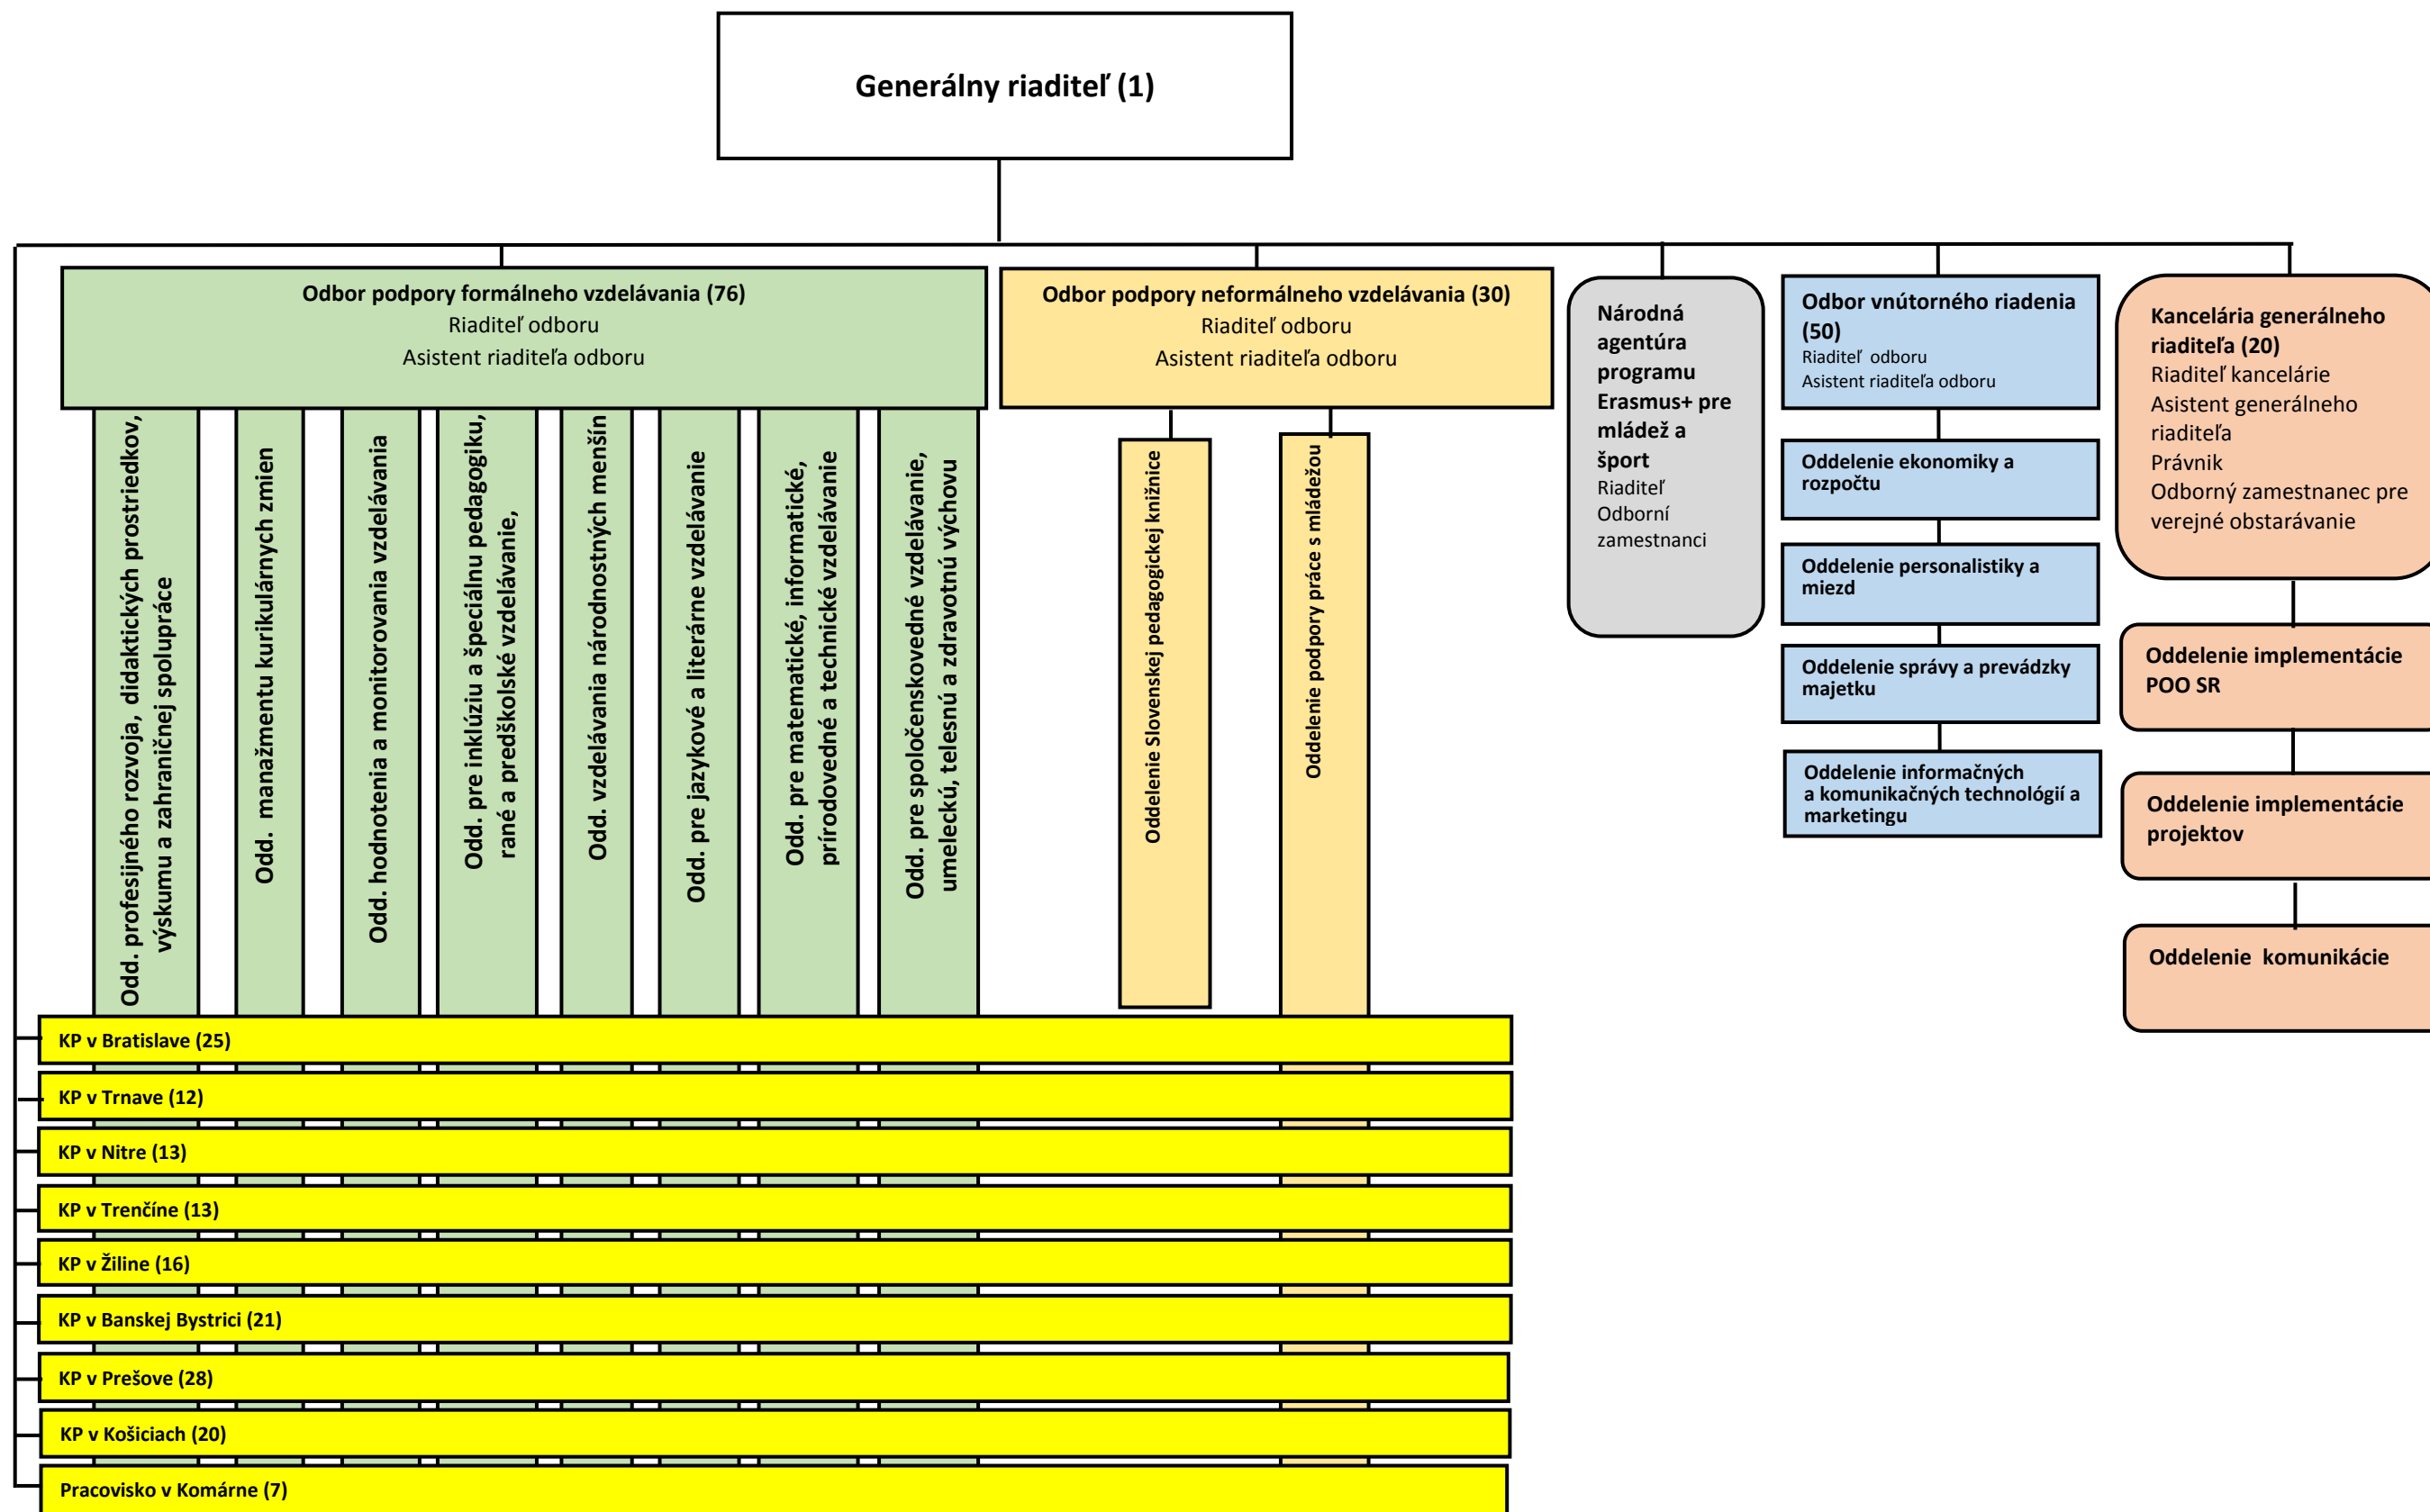 Generálny riaditeľ (1)
Odbor podpory formálneho vzdelávania (76)
Riaditeľ odboru
Asistent riaditeľa odboru
Odbor podpory neformálneho vzdelávania (30)
Riaditeľ odboru
Asistent riaditeľa odboru
Národná
agentúra
programu
Erasmus+ pre
mládež a
šport
Riaditeľ
Odborní
zamestnanci
Odbor vnútorného riadenia
(50)
Riaditeľ odboru
Asistent riaditeľa odboru
Kancelária generálneho
riaditeľa (20)
Riaditeľ kancelárie
Asistent generálneho
riaditeľa
Právnik
Odborný zamestnanec pre
verejné obstarávanie
Odd. profesijného rozvoja, didaktických prostriedkov,
výskumu a zahraničnej spolupráce
Odd. manažmentu kurikulárnych zmien
Odd. hodnotenia a monitorovania vzdelávania
Odd. pre inklúziu a špeciálnu pedagogiku,
rané a predškolské vzdelávanie,
Odd. vzdelávania národnostných menšín
Odd. pre jazykové a literárne vzdelávanie
Odd. pre matematické, informatické,
prírodovedné a technické vzdelávanie
Odd. pre spoločenskovedné vzdelávanie,
umeleckú, telesnú a zdravotnú výchovu
Oddelenie Slovenskej pedagogickej knižnice
Oddelenie podpory práce s mládežou
Oddelenie ekonomiky a
rozpočtu
Oddelenie personalistiky a
miezd
Oddelenie správy a prevádzky
majetku
Oddelenie informačných
a komunikačných technológií a
marketingu
Oddelenie implementácie
POO SR
Oddelenie implementácie
projektov
Oddelenie komunikácie
KP v Bratislave (25)
KP v Trnave (12)
KP v Nitre (13)
KP v Trenčíne (13)
KP v Žiline (16)
KP v Banskej Bystrici (21)
KP v Prešove (28)
KP v Košiciach (20)
Pracovisko v Komárne (7)